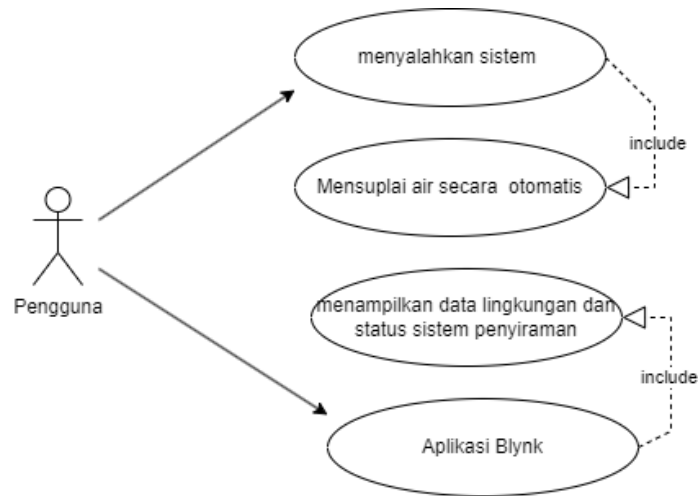 menyalahkan sistem
include
Mensuplai air secara otomatis
Pengguna
menampilkan data lingkungan dan
status sistem penyiraman
include
Aplikasi Blynk